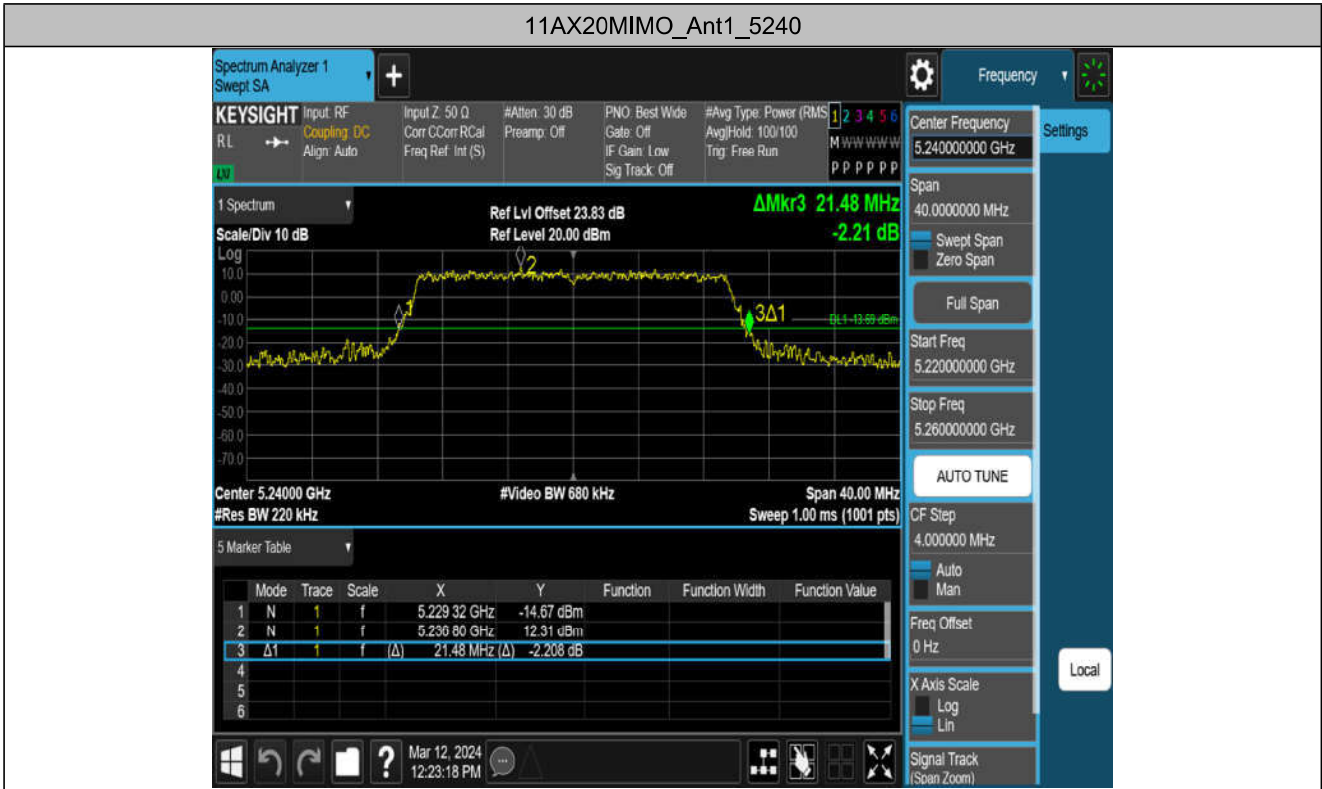 11AX20MIMO_Ant1_5240
Spectrum Analyzer 1
Swept SA
+
Frequency
KEYSIGHT
RL
LXI
Input: RF
Coupling: DC
Align: Auto
Input Z: 50 Ω
Corr CCorr RCal
Freq Ref: Int (S)
#Atten: 30 dB
Preamp: Off
PNO: Best Wide
Gate: Off
IF Gain: Low
Sig Track: Off
#Avg Type: Power (RMS
Avg|Hold: 100/100
Trig: Free Run
1 2 3 4 5 6
M W W W W W
P P P P P P
1 Spectrum
Scale/Div 10 dB
Ref Lvl Offset 23.83 dB
Ref Level 20.00 dBm
ΔMkr3 21.48 MHz
-2.21 dB
Log
10.0
0.00
-10.0
-20.0
-30.0
-40.0
-50.0
-60.0
-70.0
1
2
3Δ1
DL1 -13.69 dBm
Center 5.24000 GHz
#Res BW 220 kHz
#Video BW 680 kHz
Span 40.00 MHz
Sweep 1.00 ms (1001 pts)
5 Marker Table
Mode Trace Scale X Y Function Function Width Function Value
1 N 1 f 5.229 32 GHz -14.67 dBm
2 N 1 f 5.236 80 GHz 12.31 dBm
3 Δ1 1 f (Δ) 21.48 MHz (Δ) -2.208 dB
4
5
6
Mar 12, 2024
12:23:18 PM
?
Center Frequency
5.240000000 GHz
Settings
Span
40.0000000 MHz
Swept Span
Zero Span
Full Span
Start Freq
5.220000000 GHz
Stop Freq
5.260000000 GHz
AUTO TUNE
CF Step
4.000000 MHz
Auto
Man
Freq Offset
0 Hz
Local
X Axis Scale
Log
Lin
Signal Track
(Span Zoom)